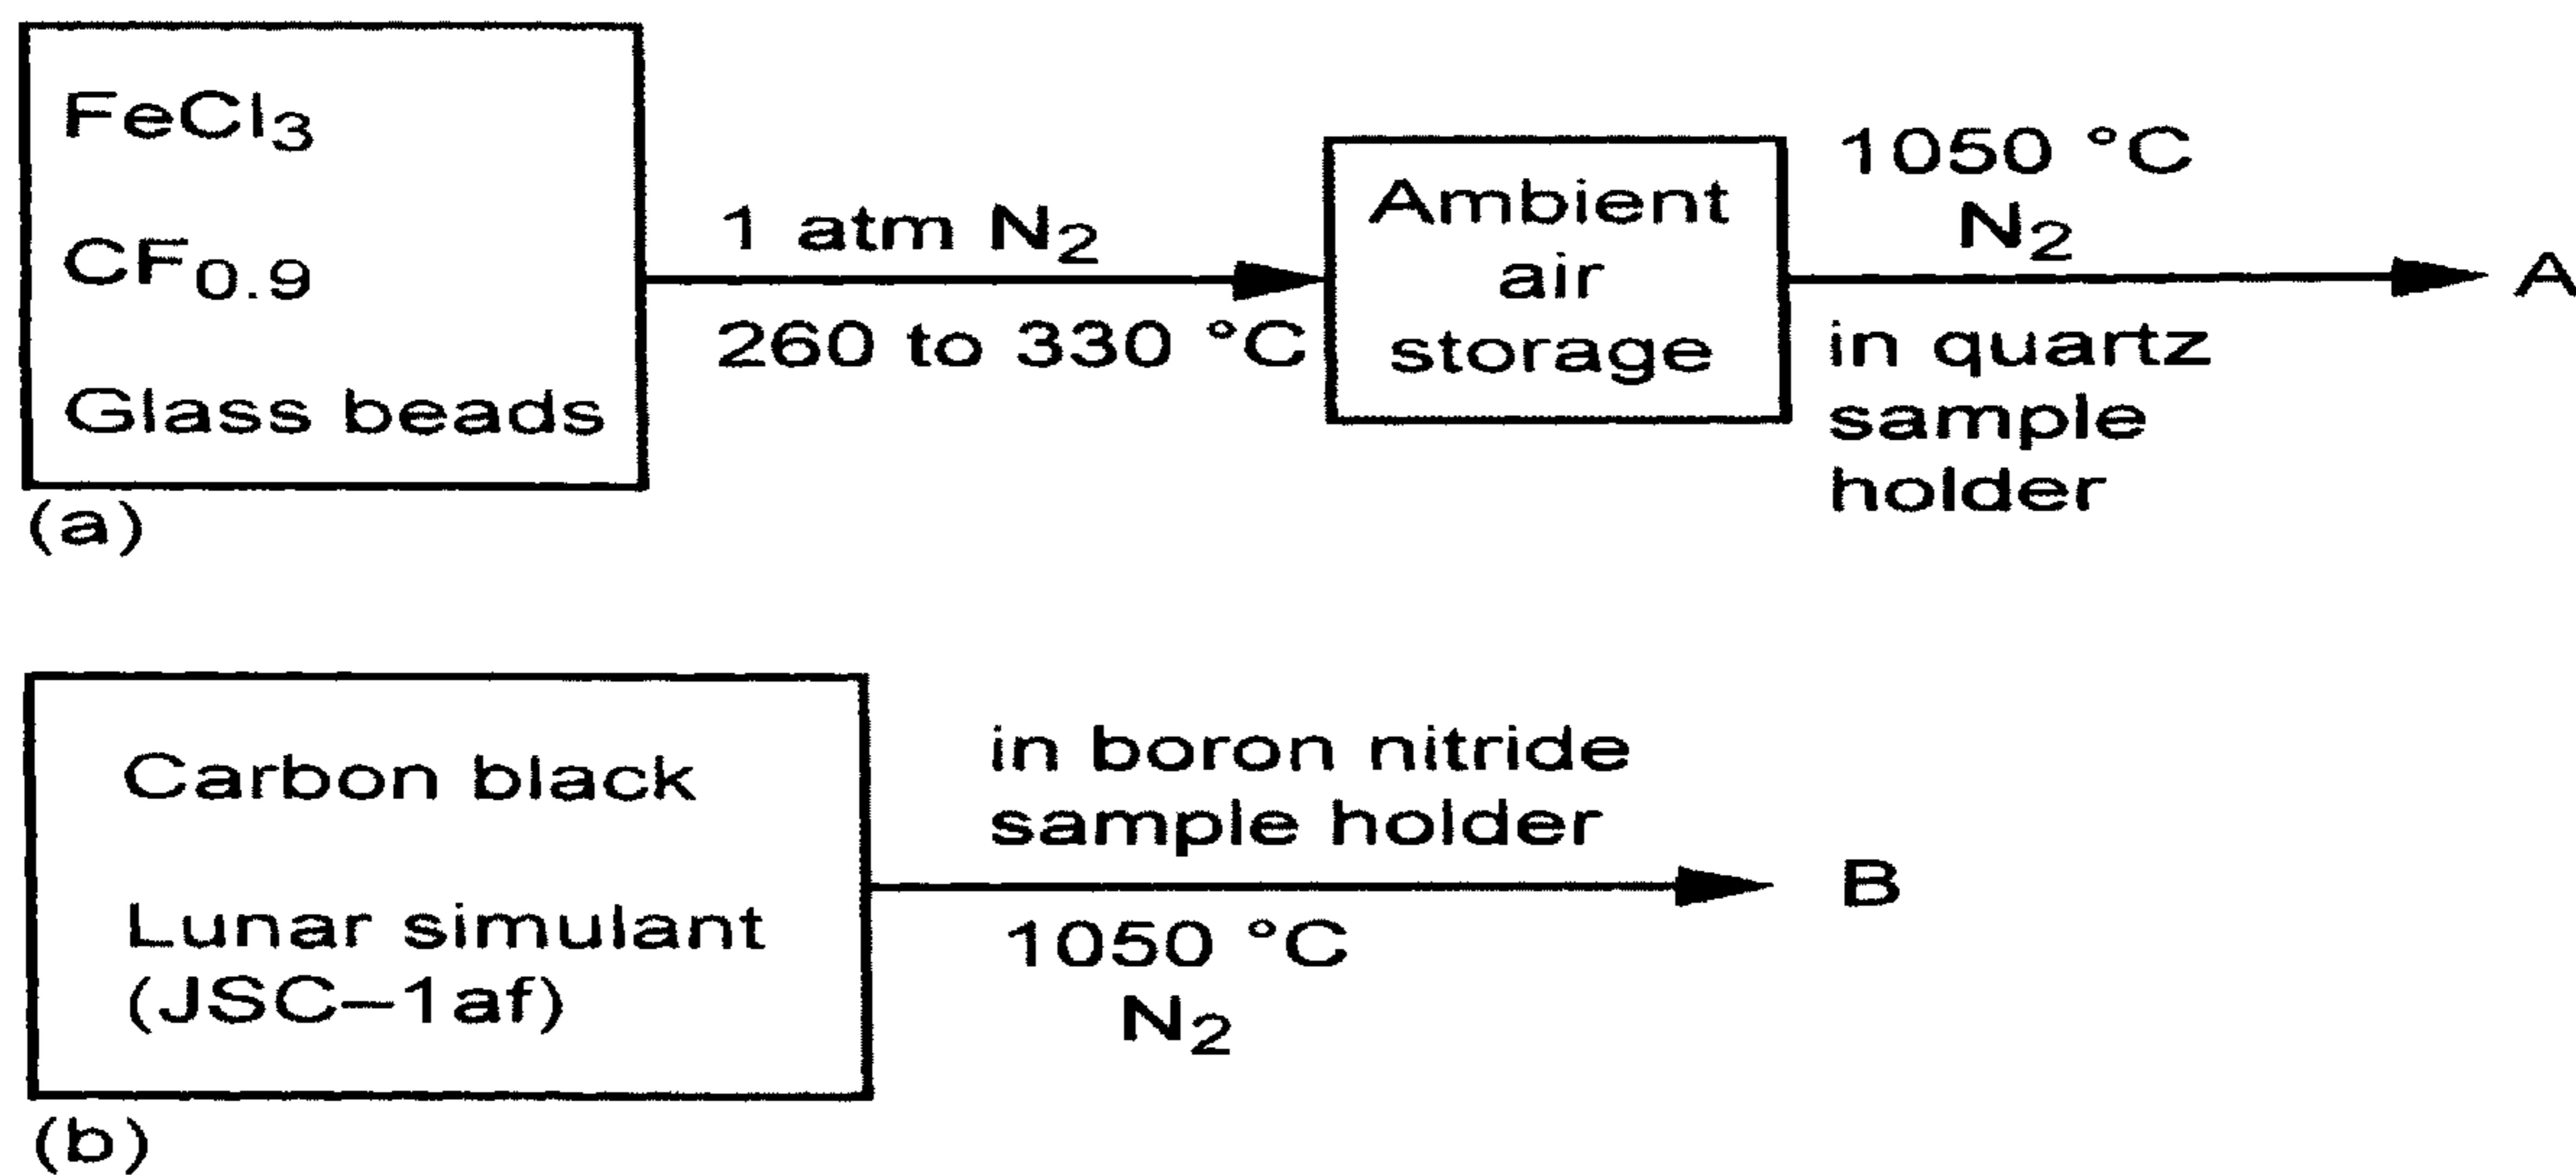 FeCl3
CF0.9
Glass beads
(a)
1 atm N2
260 to 330 °C
Ambient
air
storage
1050 °C
N2
in quartz
sample
holder
A
Carbon black
Lunar simulant
(JSC–1af)
(b)
in boron nitride
sample holder
1050 °C
N2
B